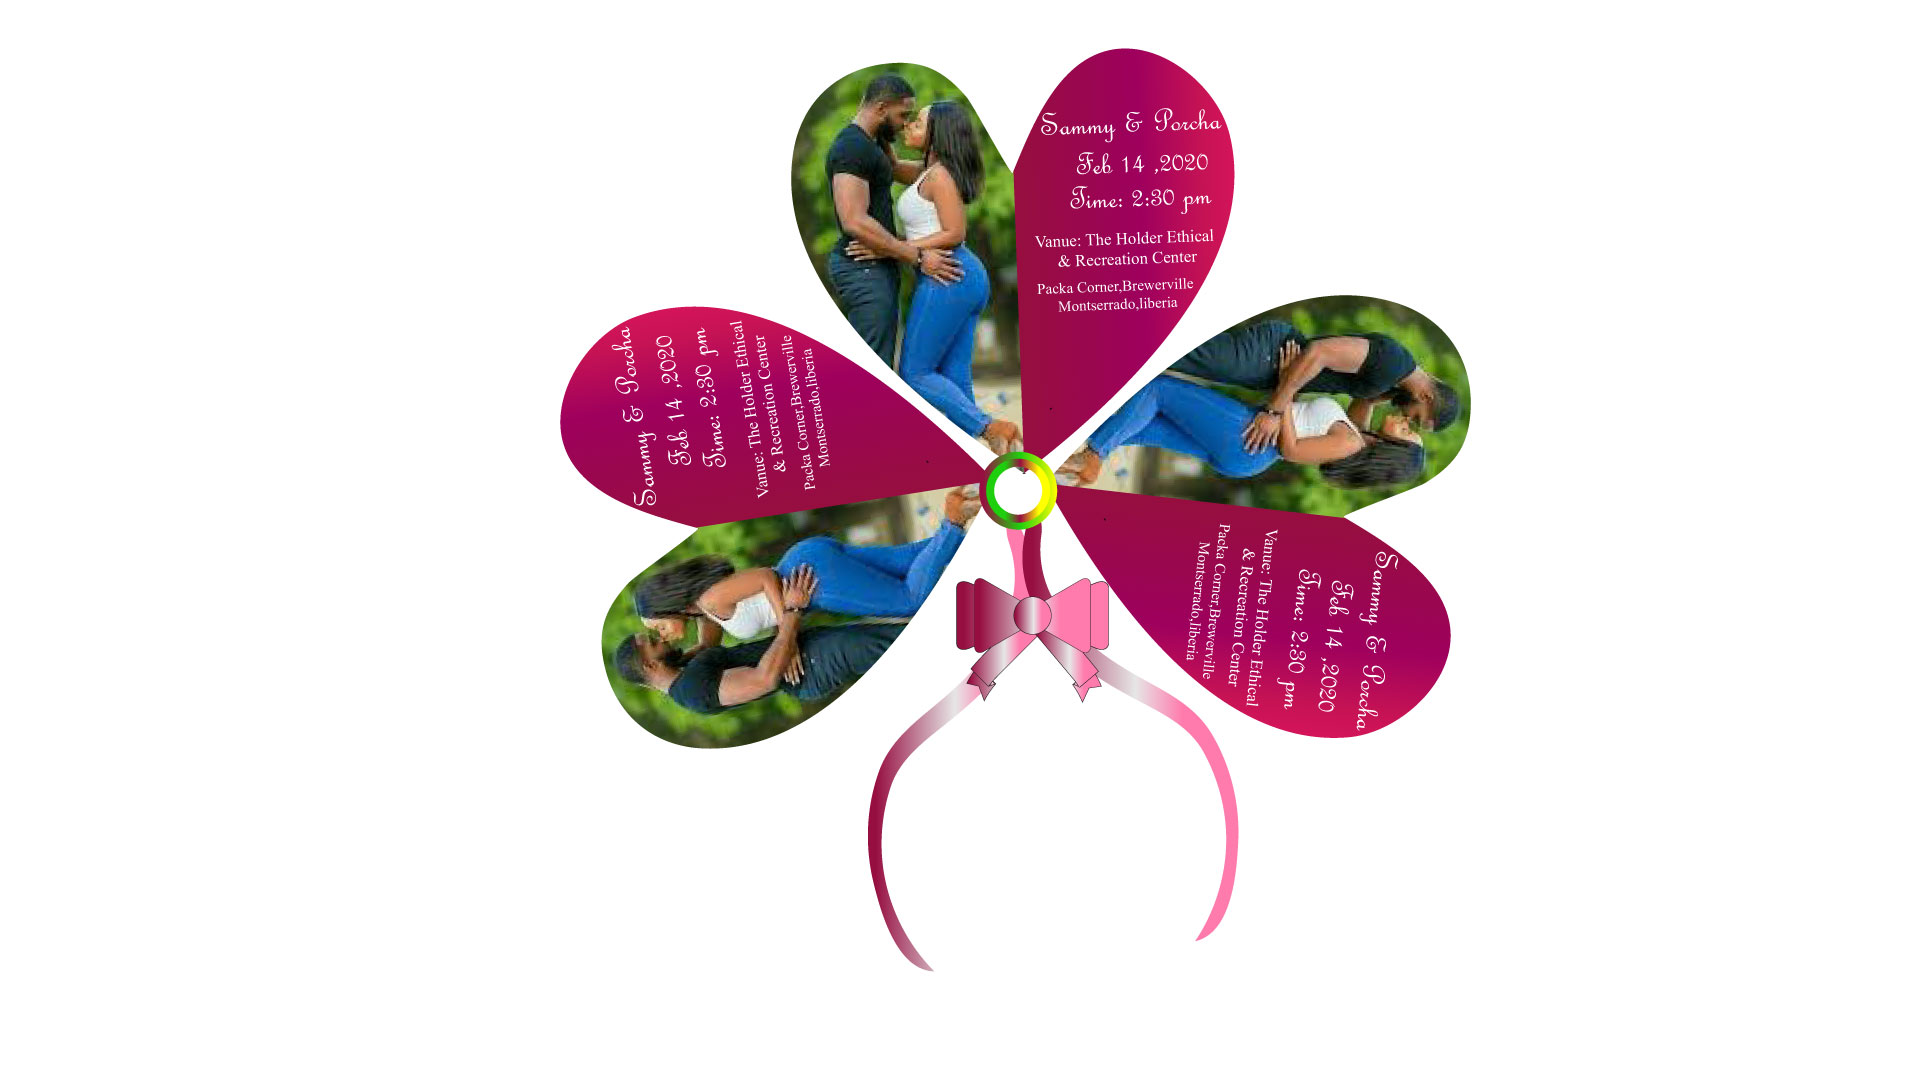 Sammy & Porcha
Feb 14 ,2020
Time: 2:30 pm
Vanue: The Holder Ethical
& Recreation Center
Packa Corner,Brewerville
Montserrado,liberia
Sammy & Porcha
Feb 14 ,2020
Time: 2:30 pm
Vanue: The Holder Ethical
& Recreation Center
Packa Corner,Brewerville
Montserrado,liberia
Sammy & Porcha
Feb 14 ,2020
Time: 2:30 pm
Vanue: The Holder Ethical
& Recreation Center
Packa Corner,Brewerville
Montserrado,liberia